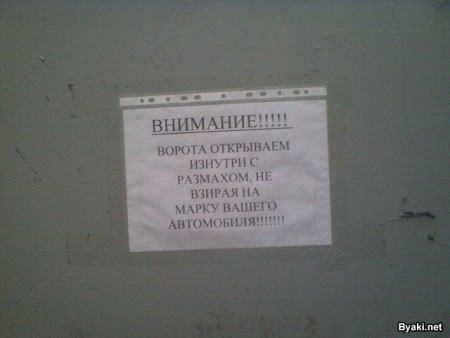 ВНИМАНИЕ!!!!!
ВОРОТА ОТКРЫВАЕМ
ИЗНУТРИ С
РАЗМАХОМ, НЕ
ВЗИРАЯ НА
МАРКУ ВАШЕГО
АВТОМОБИЛЯ!!!!!!!
Byaki.net